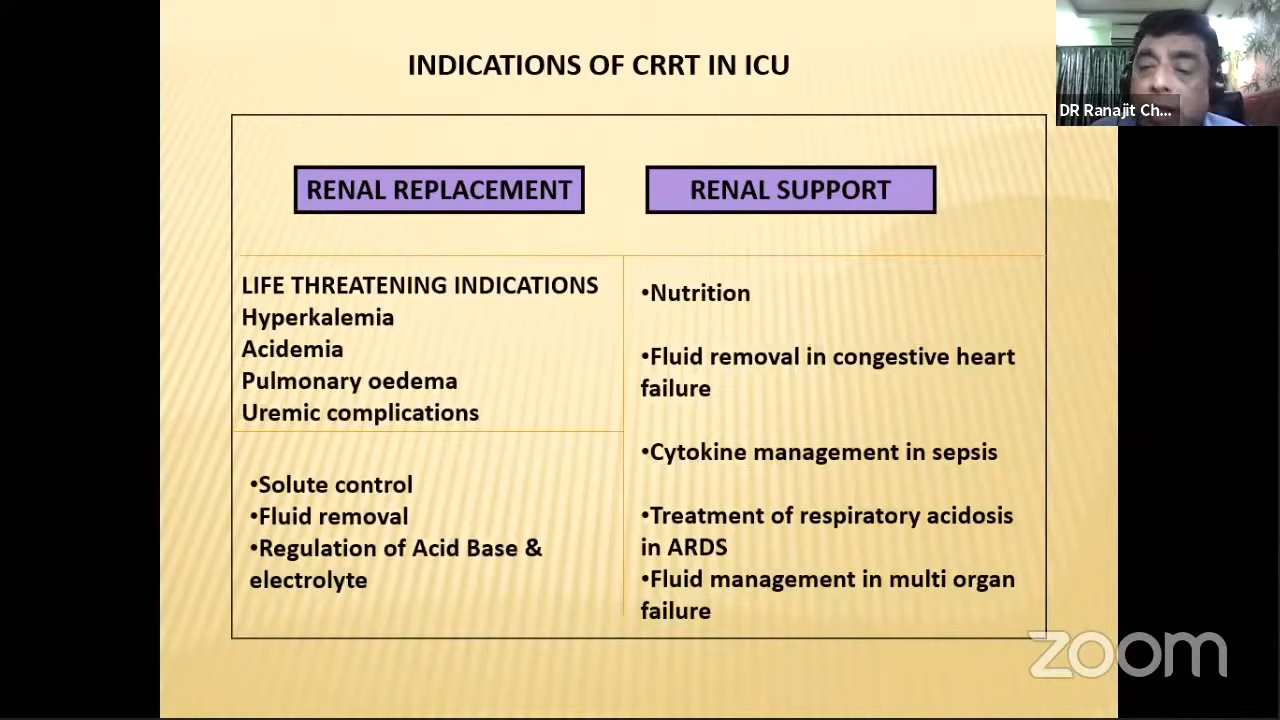 INDICATIONS OF CRRT IN ICU
DR Ranajit Ch...
RENAL REPLACEMENT
RENAL SUPPORT
LIFE THREATENING INDICATIONS
Hyperkalemia
Acidemia
Pulmonary oedema
Uremic complications
•Solute control
•Fluid removal
•Regulation of Acid Base &
electrolyte
•Nutrition
•Fluid removal in congestive heart
failure
•Cytokine management in sepsis
•Treatment of respiratory acidosis
in ARDS
•Fluid management in multi organ
failure
zoom